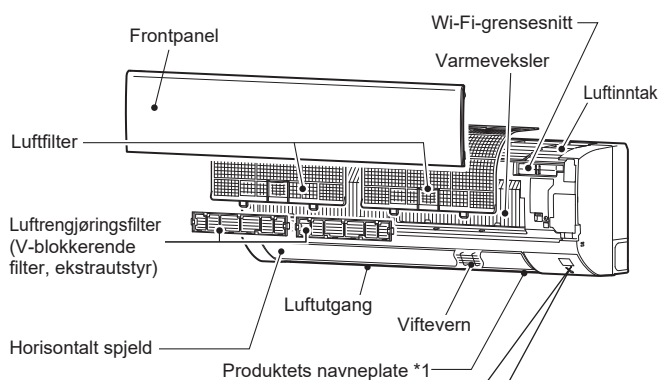 Wi-Fi-grensesnitt
Frontpanel
Varmeveksler
Luftinntak
Luftfilter
Luftrengjøringsfilter
(V-blokkerende
filter, ekstrautstyr)
Luftutgang
Viftevern
Horisontalt spjeld
Produktets navneplate *1